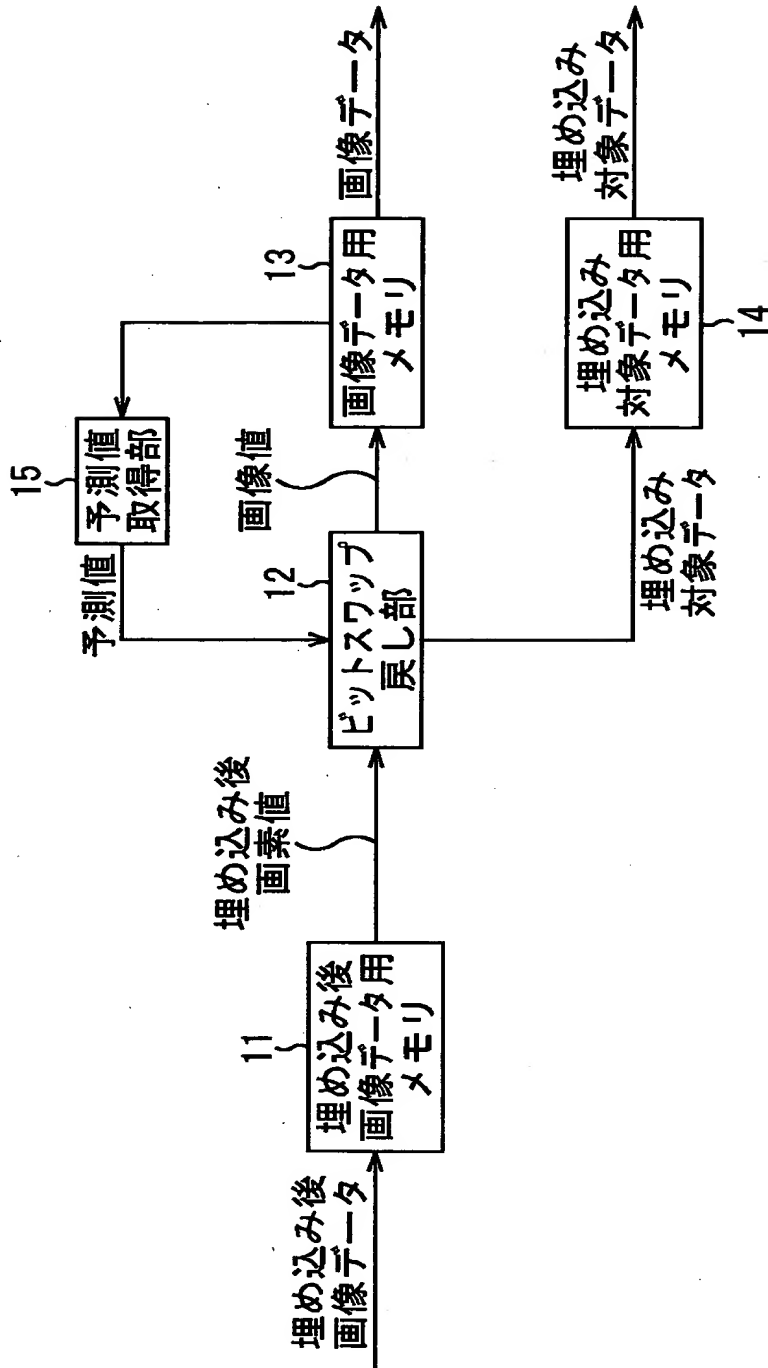 埋め込み後
画像データ
11
埋め込み後
画像データ用
メモリ
埋め込み後
画素値
12
ビットスワップ
戻し部
15
予測値
取得部
予測値
画像値
13
画像データ用
メモリ
画像データ
埋め込み
対象データ
埋め込み
対象データ用
メモリ
14
埋め込み
対象データ